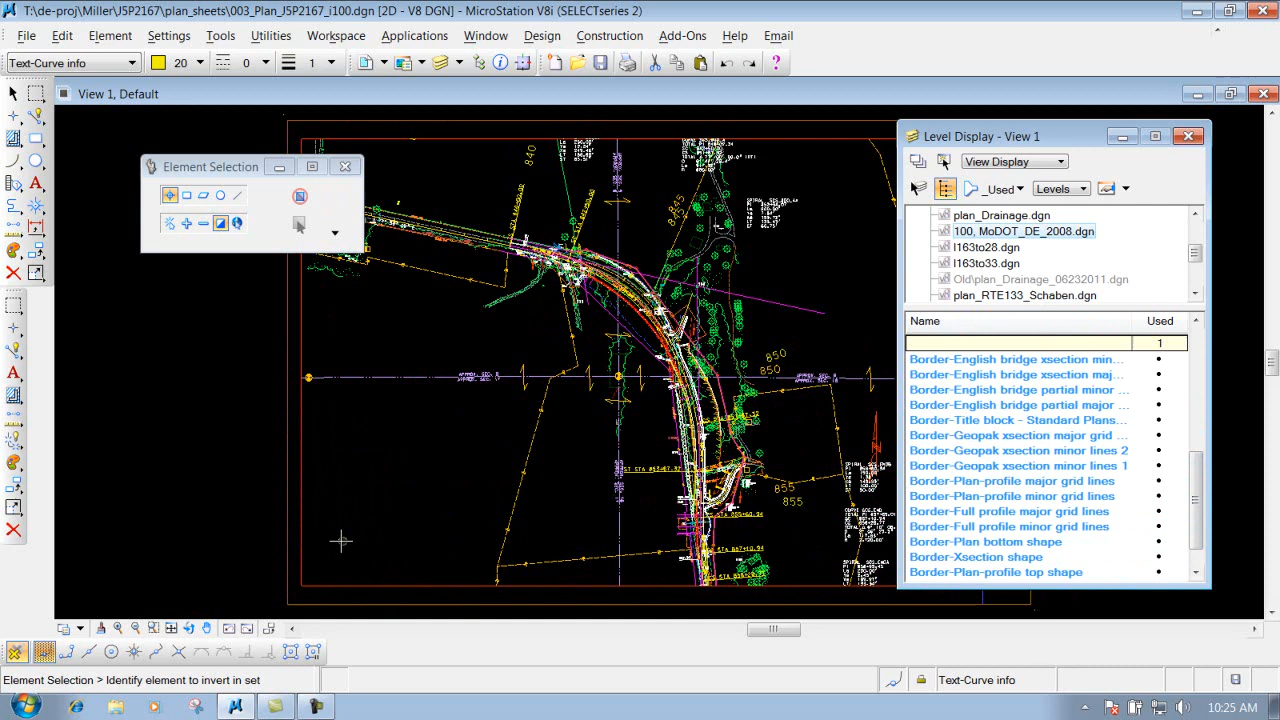 T:\de-proj\Miller\J5P2167\plan_sheets\003_Plan_J5P2167_i100.dgn [2D - V8 DGN] - MicroStation V8i (SELECTseries 2)
File Edit Element Settings Tools Utilities Workspace Applications Window Design Construction Add-Ons Help Email
Text-Curve info 20 0 1
View 1, Default
Element Selection
Level Display - View 1
View Display
_Used Levels
plan_Drainage.dgn
100, MoDOT_DE_2008.dgn
I163to28.dgn
I163to33.dgn
Old\plan_Drainage_06232011.dgn
plan_RTE133_Schaben.dgn
Name Used
1
Border-English bridge xsection min...
Border-English bridge xsection maj...
Border-English bridge partial minor ...
Border-English bridge partial major ...
Border-Title block - Standard Plans...
Border-Geopak xsection major grid ...
Border-Geopak xsection minor lines 2
Border-Geopak xsection minor lines 1
Border-Plan-profile major grid lines
Border-Plan-profile minor grid lines
Border-Full profile major grid lines
Border-Full profile minor grid lines
Border-Plan bottom shape
Border-Xsection shape
Border-Plan-profile top shape
840
845
850
850
855
855
Element Selection > Identify element to invert in set
Text-Curve info
10:25 AM